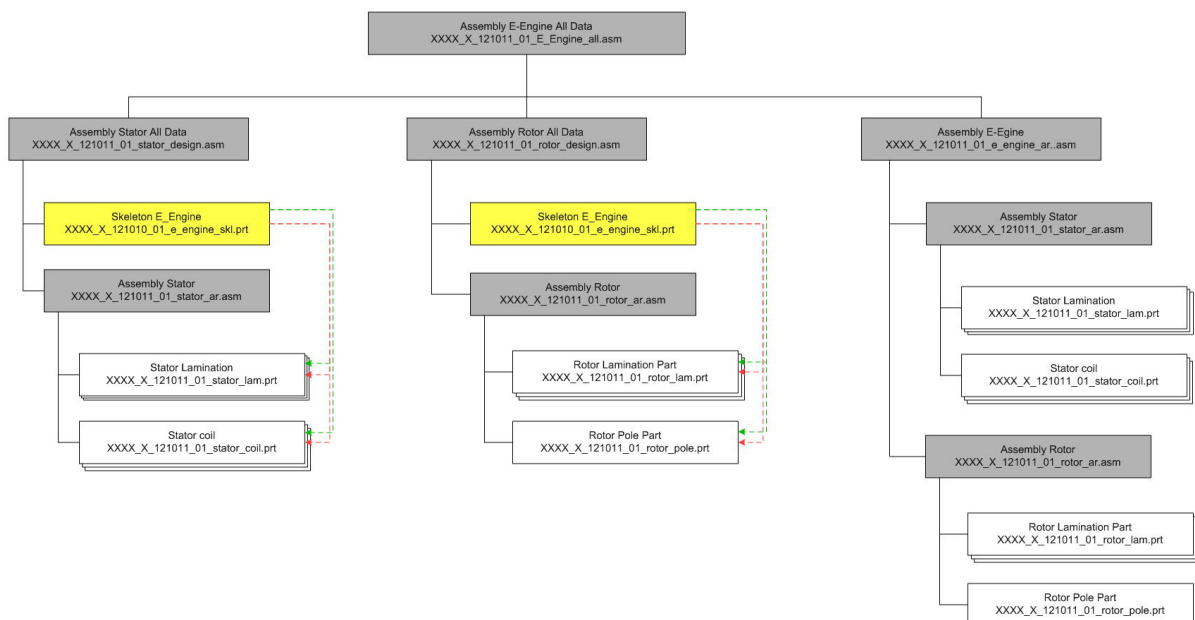 Assembly E-Engine All Data
XXXX_X_121011_01_E_Engine_all.asm
Assembly Stator All Data
XXXX_X_121011_01_stator_design.asm
Skeleton E_Engine
XXXX_X_121010_01_e_engine_skl.prt
Assembly Stator
XXXX_X_121011_01_stator_ar.asm
Stator Lamination
XXXX_X_121011_01_stator_lam.prt
Stator coil
XXXX_X_121011_01_stator_coil.prt
Assembly Rotor All Data
XXXX_X_121011_01_rotor_design.asm
Skeleton E_Engine
XXXX_X_121010_01_e_engine_skl.prt
Assembly Rotor
XXXX_X_121011_01_rotor_ar.asm
Rotor Lamination Part
XXXX_X_121011_01_rotor_lam.prt
Rotor Pole Part
XXXX_X_121011_01_rotor_pole.prt
Assembly E-Egine
XXXX_X_121011_01_e_engine_ar..asm
Assembly Stator
XXXX_X_121011_01_stator_ar.asm
Stator Lamination
XXXX_X_121011_01_stator_lam.prt
Stator coil
XXXX_X_121011_01_stator_coil.prt
Assembly Rotor
XXXX_X_121011_01_rotor_ar.asm
Rotor Lamination Part
XXXX_X_121011_01_rotor_lam.prt
Rotor Pole Part
XXXX_X_121011_01_rotor_pole.prt